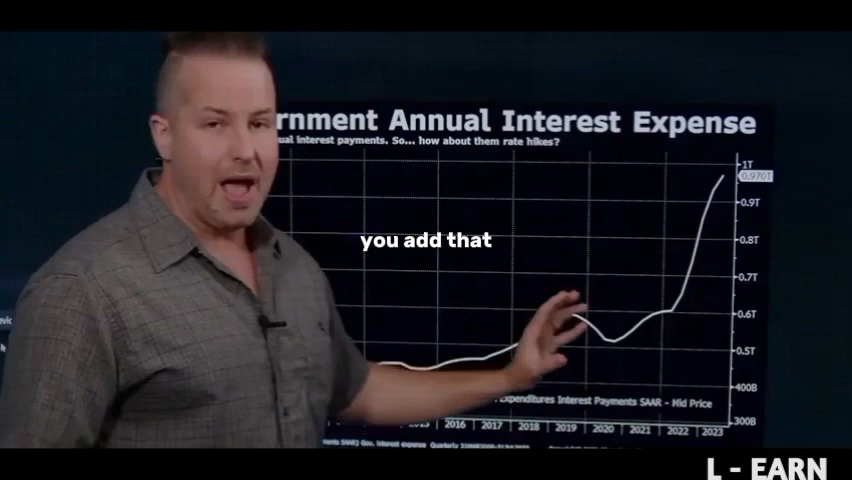 rnment Annual Interest Expense
ual interest payments. So... how about them rate hikes?
1T
0.970T
0.9T
you add that
0.8T
0.7T
0.6T
0.5T
Expenditures Interest Payments SAAR - Mid Price
400B
300B
2016 2017 2018 2019 2020 2021 2022 2023
L - EARN